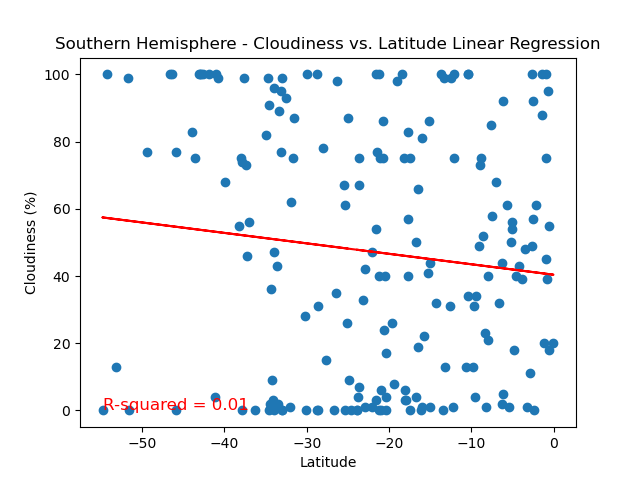 Southern Hemisphere - Cloudiness vs. Latitude Linear Regression
100
80
60
40
20
0
Cloudiness (%)
R-squared = 0.01
−50 −40 −30 −20 −10 0
Latitude